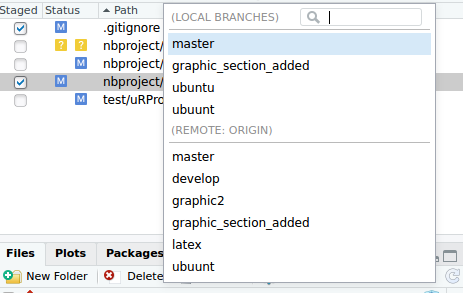 Staged Status Path (LOCAL BRANCHES)
M .gitignore
master
? ? nbproject/
graphic_section_added
M nbproject/
ubuntu
M nbproject/
ubuunt
M test/uRPro
(REMOTE: ORIGIN)
master
develop
graphic2
graphic_section_added
latex
Files Plots Packages
ubuunt
New Folder Delete